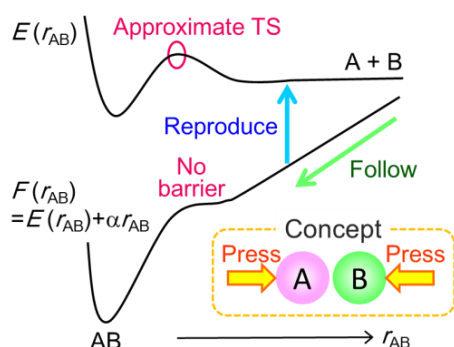 E(rAB)
Approximate TS
A + B
Reproduce
No
barrier
Follow
F(rAB)
=E(rAB)+αrAB
Concept
Press
Press
A
B
AB
rAB